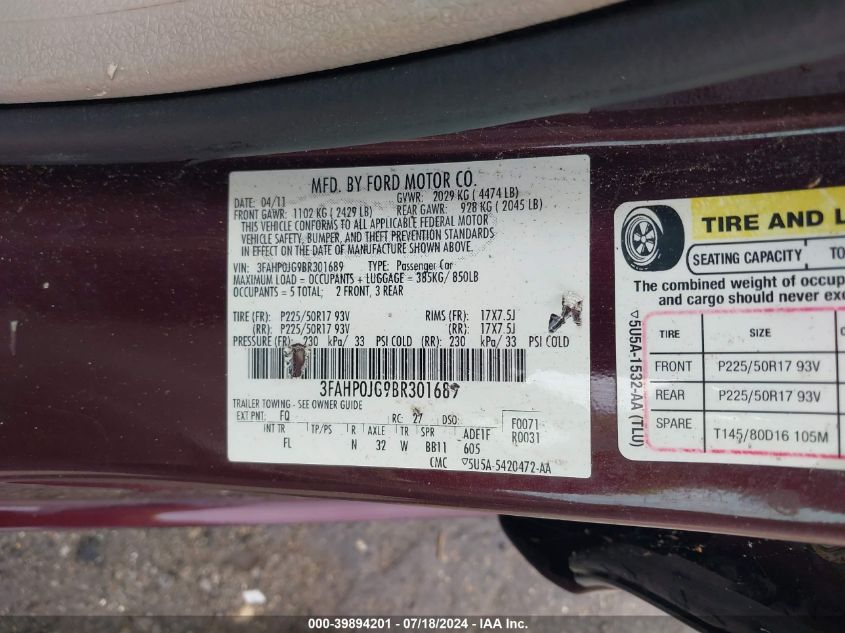 MFD. BY FORD MOTOR CO.
DATE: 04/11 GVWR: 2029 KG ( 4474 LB)
FRONT GAWR: 1102 KG ( 2429 LB) REAR GAWR: 928 KG ( 2045 LB)
THIS VEHICLE CONFORMS TO ALL APPLICABLE FEDERAL MOTOR
VEHICLE SAFETY, BUMPER, AND THEFT PREVENTION STANDARDS
IN EFFECT ON THE DATE OF MANUFACTURE SHOWN ABOVE.
VIN: 3FAHP0JG9BR301689 TYPE: Passenger Car
MAXIMUM LOAD = OCCUPANTS + LUGGAGE = 385KG/ 850LB
OCCUPANTS = 5 TOTAL; 2 FRONT, 3 REAR
TIRE (FR): P225/50R17 93V RIMS (FR): 17X7.5J
(RR): P225/50R17 93V (RR): 17X7.5J
PRESSURE (FR): 230 kPa/ 33 PSI COLD (RR): 230 kPa/ 33 PSI COLD
3FAHP0JG9BR301689
TRAILER TOWING - SEE OWNER GUIDE
EXT PNT: FQ RC: 27 DSO: F0071
INT TR TP/PS R AXLE TR SPR ADE1F R0031
FL N 32 W BB11 605
CMC ▽5U5A-5420472-AA
TIRE AND L
SEATING CAPACITY TO
The combined weight of occup
and cargo should never exc
▽5U5A-1532-AA (TLU)
TIRE SIZE
FRONT P225/50R17 93V
REAR P225/50R17 93V
SPARE T145/80D16 105M
000-39894201 - 07/18/2024 - IAA Inc.